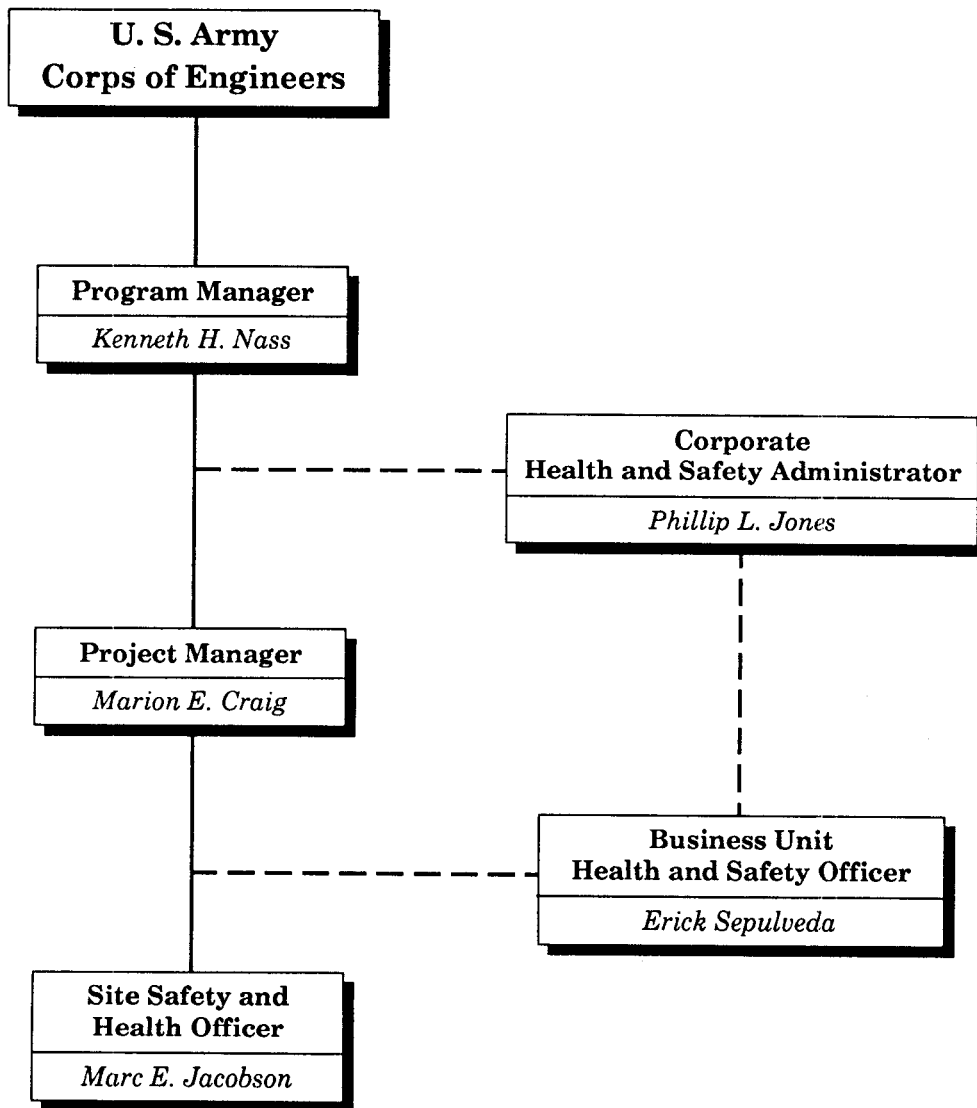 U. S. Army
Corps of Engineers
Program Manager
Kenneth H. Nass
Corporate
Health and Safety Administrator
Phillip L. Jones
Project Manager
Marion E. Craig
Business Unit
Health and Safety Officer
Erick Sepulveda
Site Safety and
Health Officer
Marc E. Jacobson